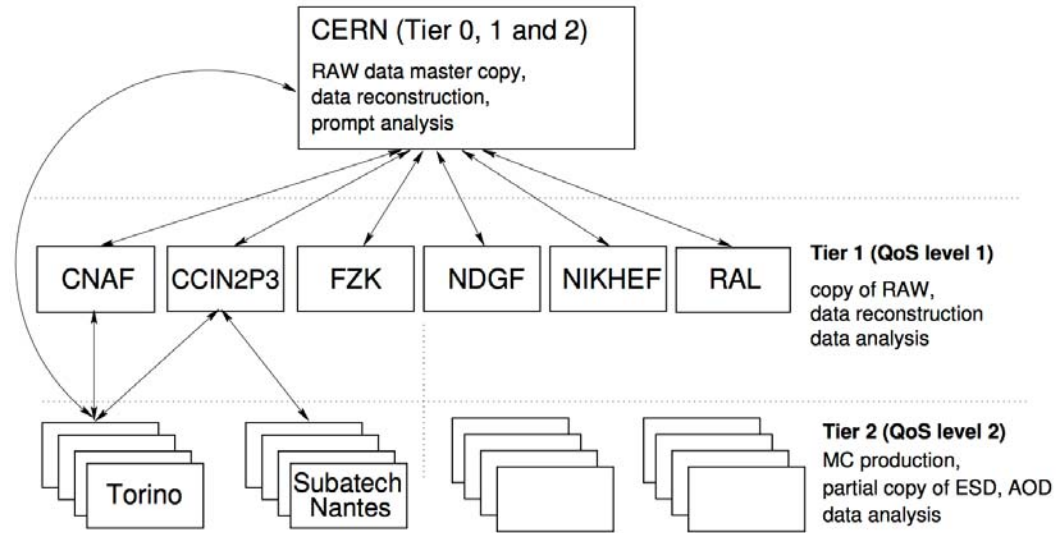 CERN (Tier 0, 1 and 2)
RAW data master copy,
data reconstruction,
prompt analysis
CNAF
CCIN2P3
FZK
NDGF
NIKHEF
RAL
Tier 1 (QoS level 1)
copy of RAW,
data reconstruction
data analysis
Torino
Subatech
Nantes
Tier 2 (QoS level 2)
MC production,
partial copy of ESD, AOD
data analysis